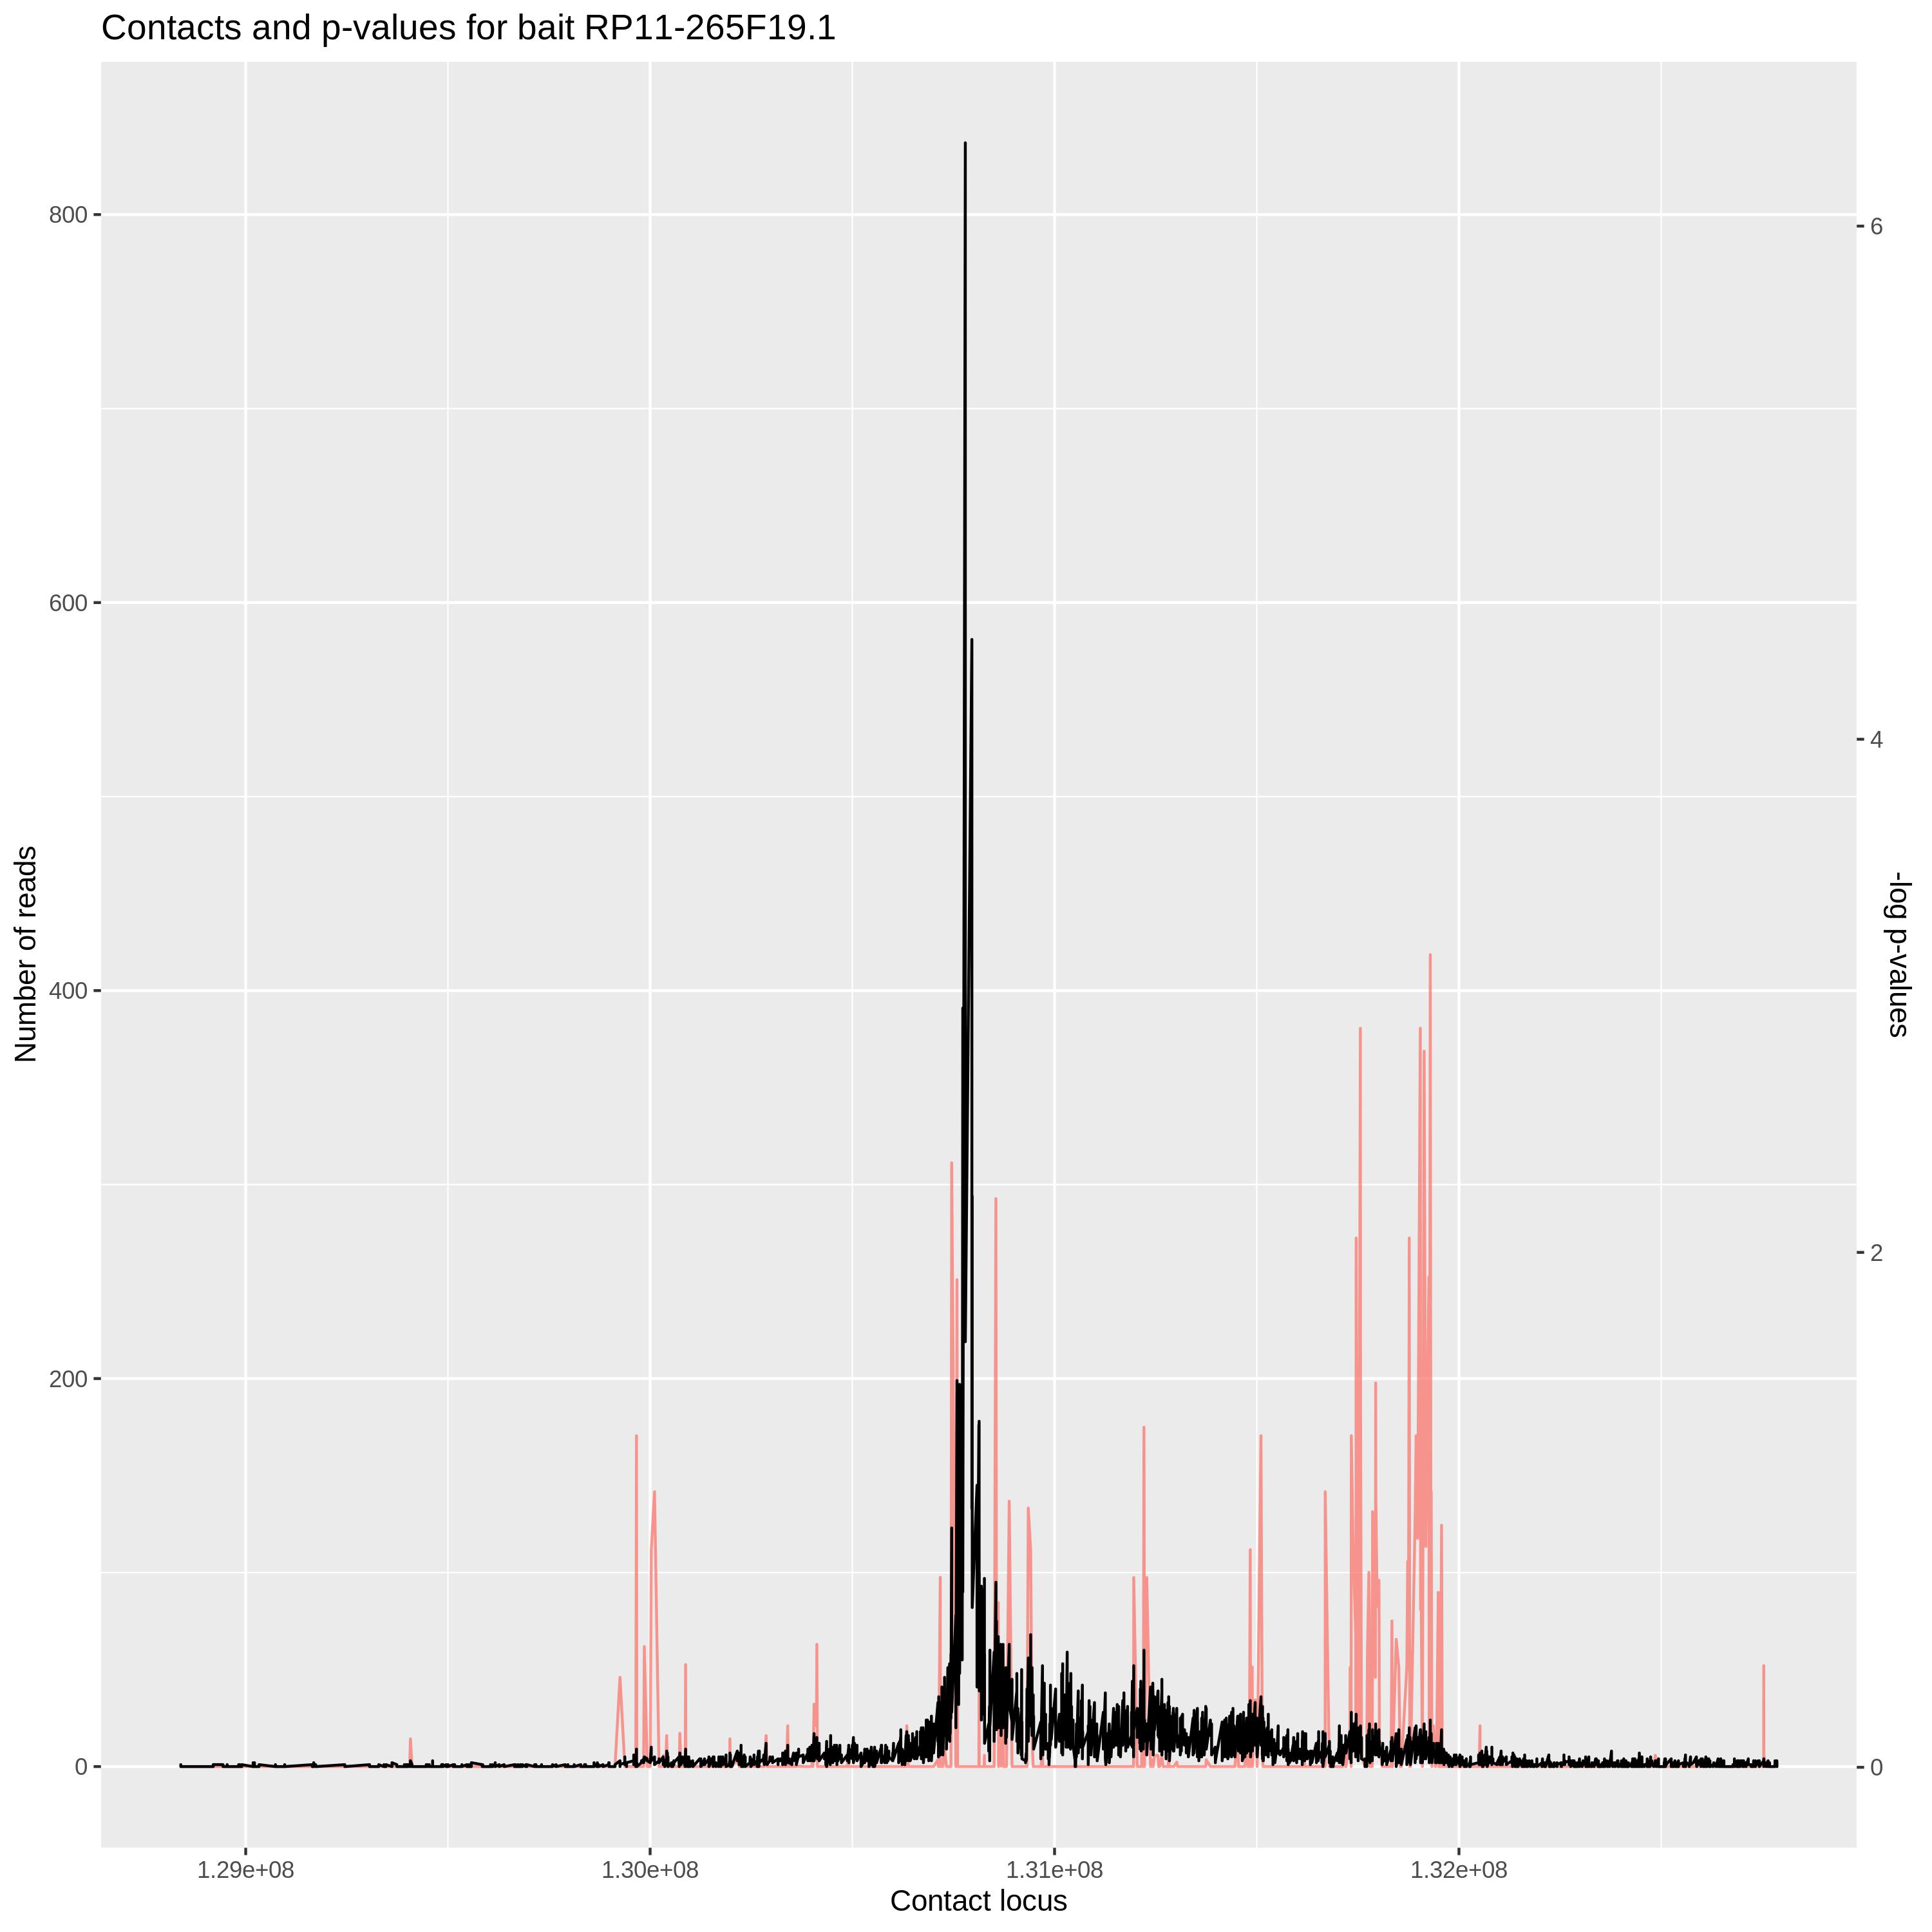 Contacts and p-values for bait RP11-265F19.1
Number of reads
800
600
400
200
0
6
4
2
0
-log p-values
1.29e+08
1.30e+08
1.31e+08
1.32e+08
Contact locus